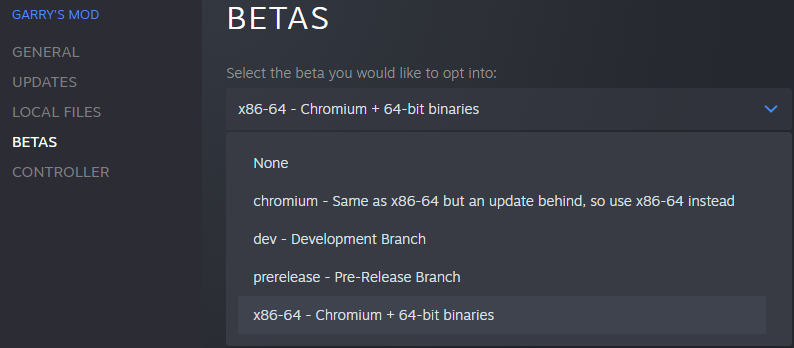 GARRY'S MOD
GENERAL
UPDATES
LOCAL FILES
BETAS
CONTROLLER
BETAS
Select the beta you would like to opt into:
x86-64 - Chromium + 64-bit binaries
None
chromium - Same as x86-64 but an update behind, so use x86-64 instead
dev - Development Branch
prerelease - Pre-Release Branch
x86-64 - Chromium + 64-bit binaries